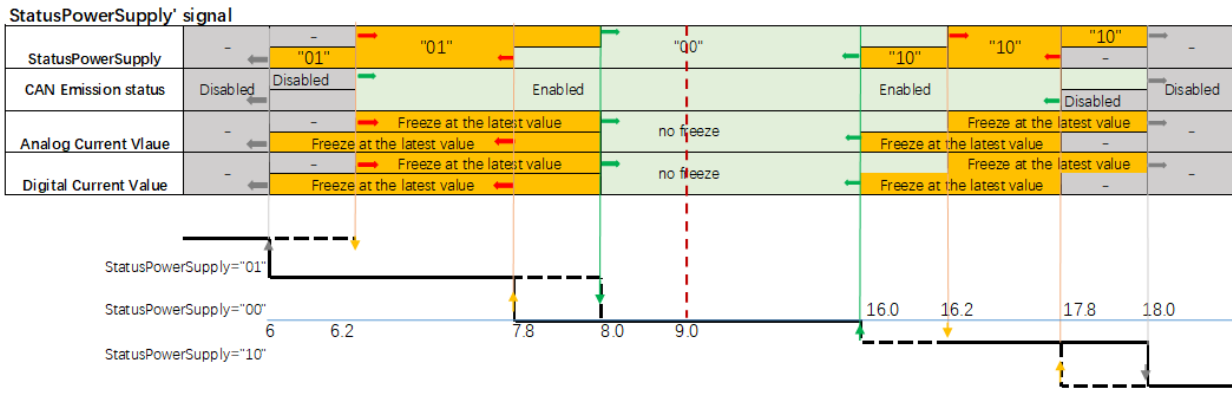 StatusPowerSupply' signal
- - "01" "01" "00" "10" "10" "10" - -
StatusPowerSupply
CAN Emission status Disabled Disabled Enabled Enabled Disabled Disabled
- - Freeze at the latest value no freeze Freeze at the latest value -
Analog Current Vlaue Freeze at the latest value Freeze at the latest value -
- - Freeze at the latest value no freeze Freeze at the latest value -
Digital Current Value Freeze at the latest value Freeze at the latest value -
StatusPowerSupply="01"
StatusPowerSupply="00" 16.0 16.2 17.8 18.0
6 6.2 7.8 8.0 9.0
StatusPowerSupply="10"